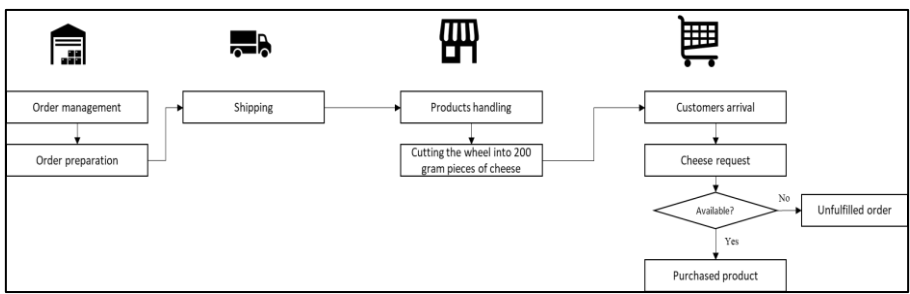 Order management
Order preparation
Shipping
Products handling
Cutting the wheel into 200
gram pieces of cheese
Customers arrival
Cheese request
Available?
No
Unfulfilled order
Yes
Purchased product